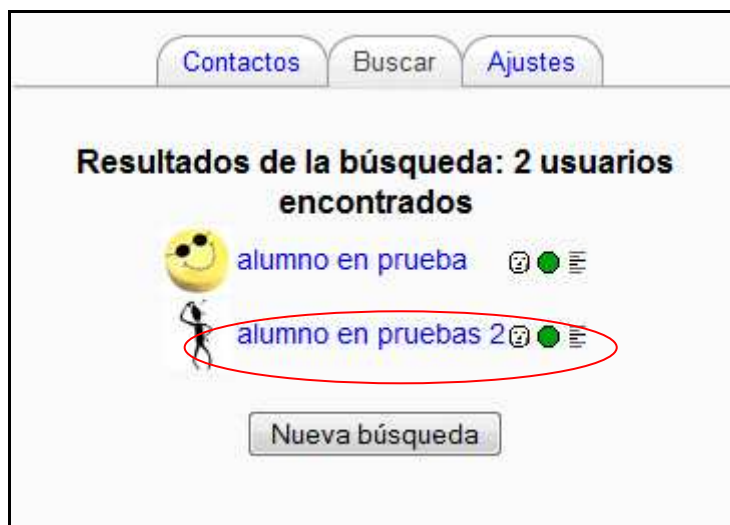 Contactos Buscar Ajustes
Resultados de la búsqueda: 2 usuarios
encontrados
alumno en prueba
alumno en pruebas 2
Nueva búsqueda